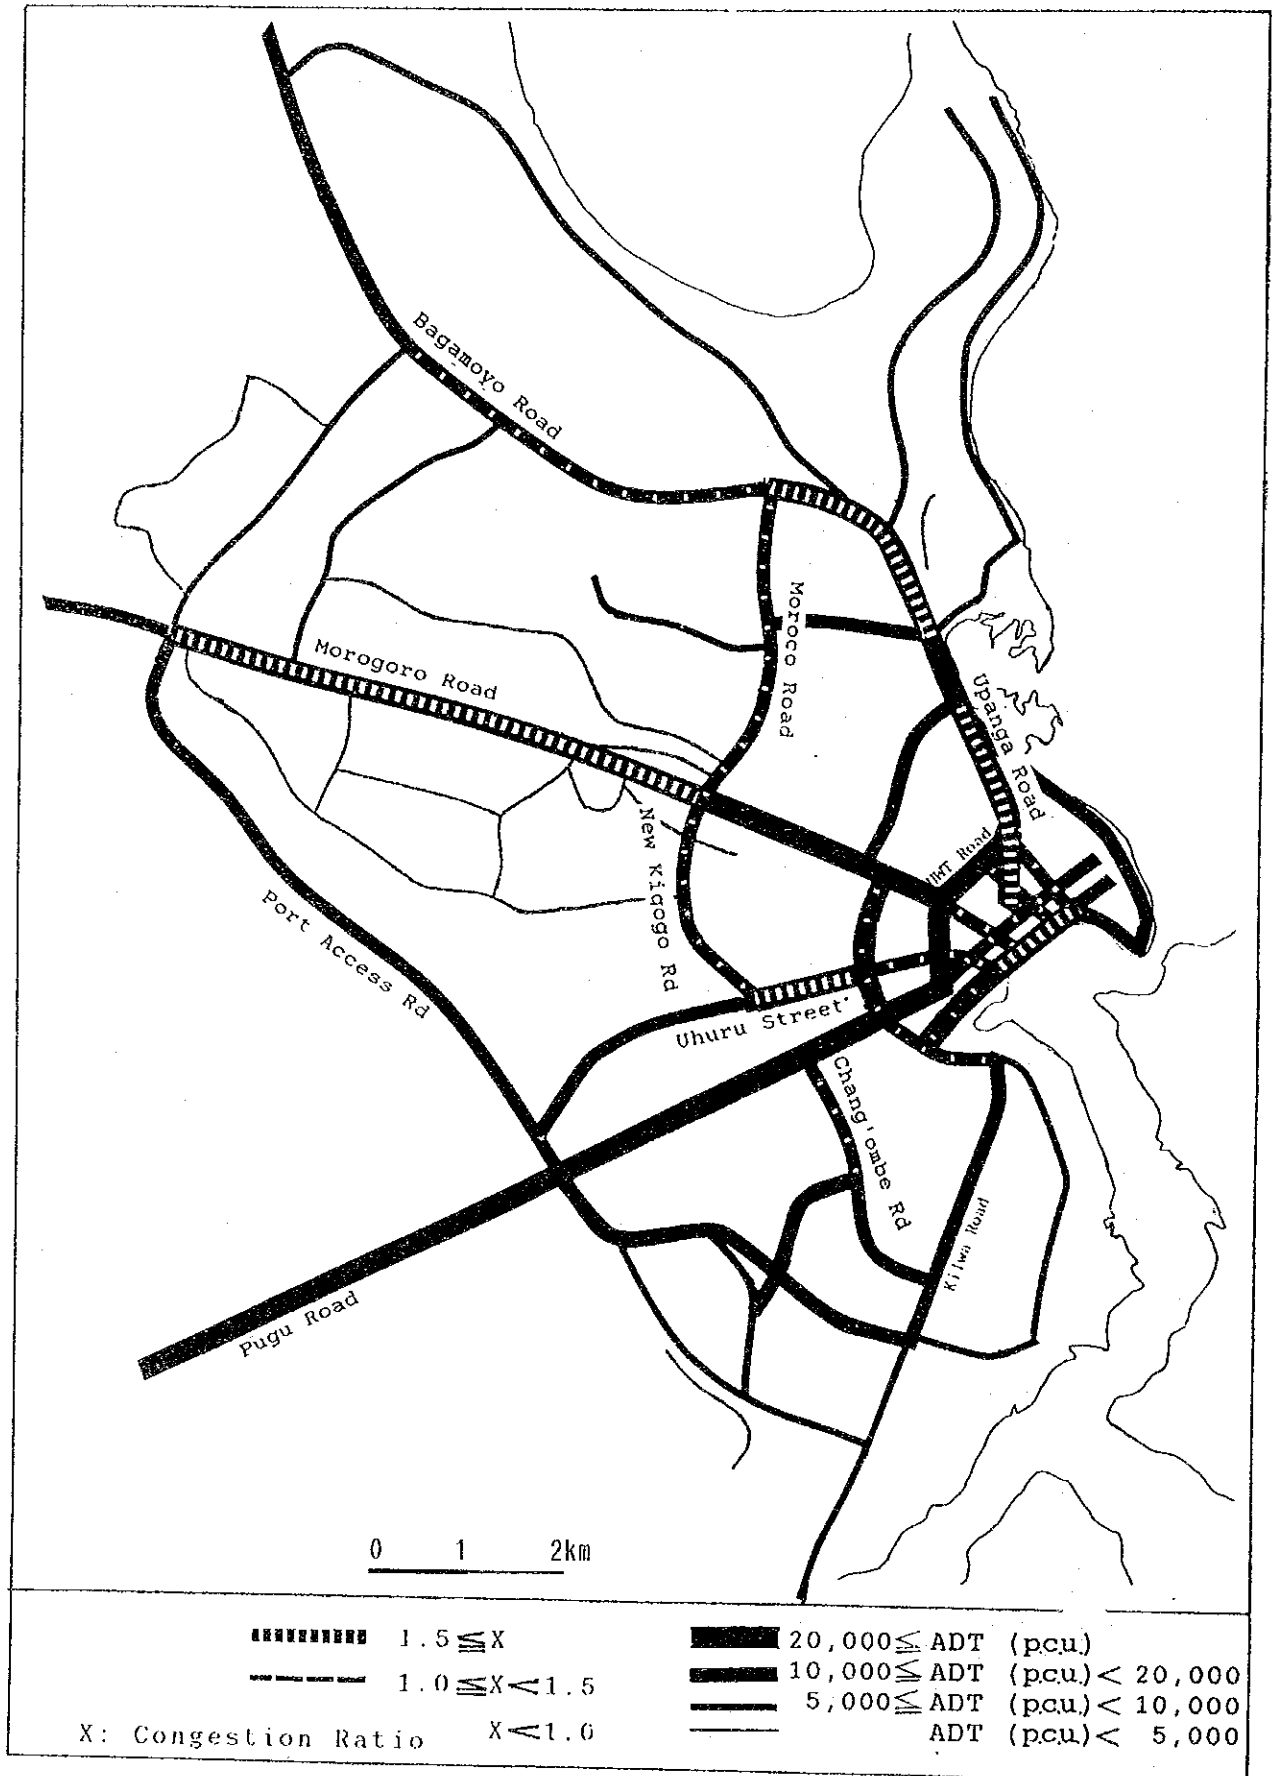 Bagamoyo Road
Morogoro Road
Moroco Road
Upanga Road
UWT Road
New Kigogo Rd
Port Access Rd
Uhuru Street
Chang'ombe Rd
Kilwa Road
Pugu Road
0 1 2km
1.5≦X
1.0≦X<1.5
X<1.0
X: Congestion Ratio
20,000≦ ADT (p.c.u.)
10,000≦ ADT (p.c.u.) < 20,000
5,000≦ ADT (p.c.u.) < 10,000
ADT (p.c.u.) < 5,000